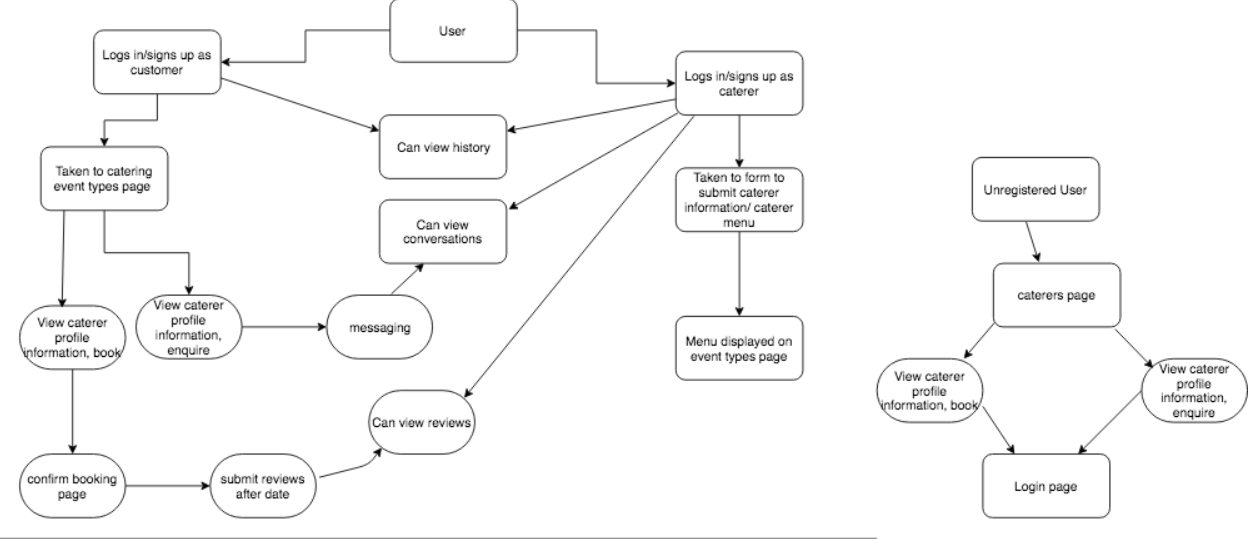 User
Logs in/signs up as
customer
Logs in/signs up as
caterer
Can view history
Taken to catering
event types page
Taken to form to
submit caterer
information/ caterer
menu
Can view
conversations
View caterer
profile
information, book
View caterer
profile
information,
enquire
messaging
Menu displayed on
event types page
Can view reviews
confirm booking
page
submit reviews
after date
Unregistered User
caterers page
View caterer
profile
information, book
View caterer
profile
information,
enquire
Login page